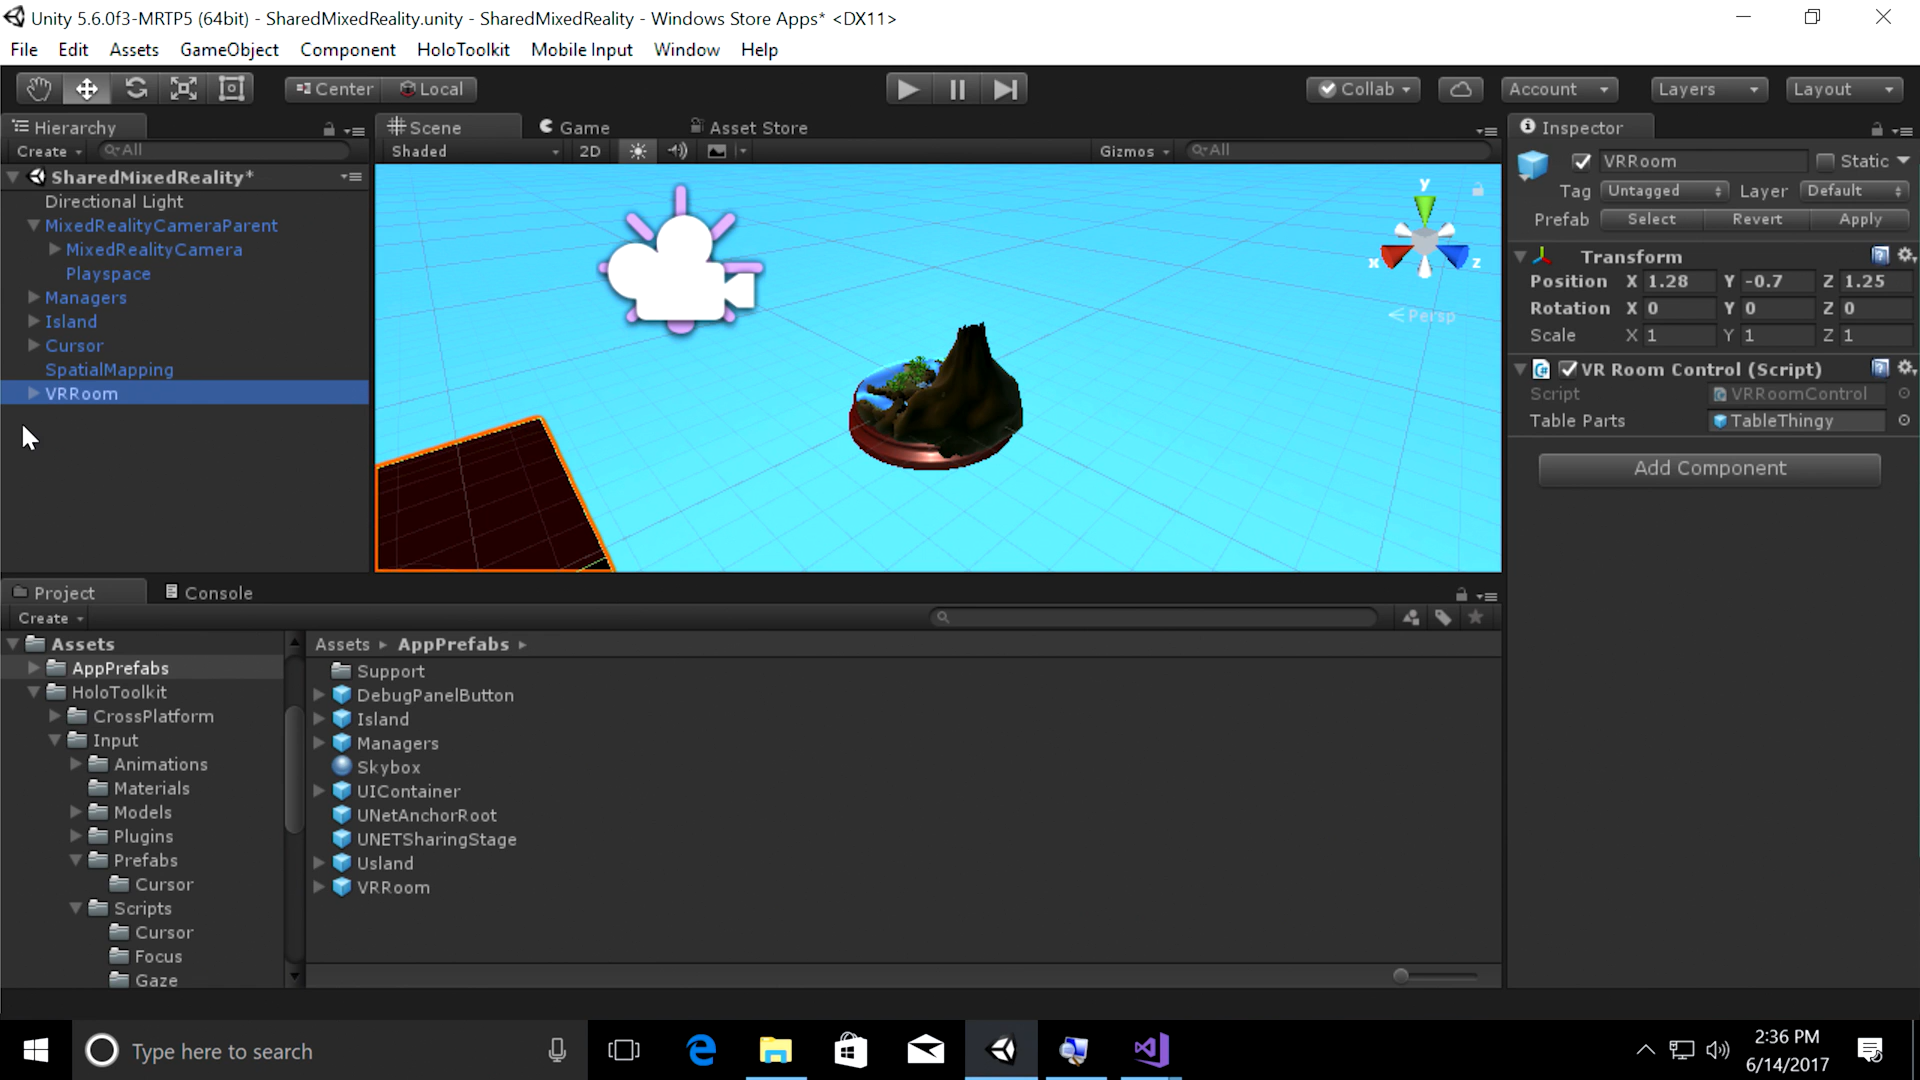 Unity 5.6.0f3-MRTP5 (64bit) - SharedMixedReality.unity - SharedMixedReality - Windows Store Apps* <DX11>
File Edit Assets GameObject Component HoloToolkit Mobile Input Window Help
Center Local Collab Account Layers Layout
Hierarchy
Create All
SharedMixedReality*
Directional Light
MixedRealityCameraParent
MixedRealityCamera
Playspace
Managers
Island
Cursor
SpatialMapping
VRRoom
Scene Game Asset Store
Shaded 2D Gizmos All
y
x z
Persp
Inspector
VRRoom Static
Tag Untagged Layer Default
Prefab Select Revert Apply
Transform
Position X 1.28 Y -0.7 Z 1.25
Rotation X 0 Y 0 Z 0
Scale X 1 Y 1 Z 1
VR Room Control (Script)
Script VRRoomControl
Table Parts TableThingy
Add Component
Project Console
Create
Assets
AppPrefabs
HoloToolkit
CrossPlatform
Input
Animations
Materials
Models
Plugins
Prefabs
Cursor
Scripts
Cursor
Focus
Gaze
Assets AppPrefabs
Support
DebugPanelButton
Island
Managers
Skybox
UIContainer
UNetAnchorRoot
UNETSharingStage
Usland
VRRoom
Type here to search
2:36 PM
6/14/2017